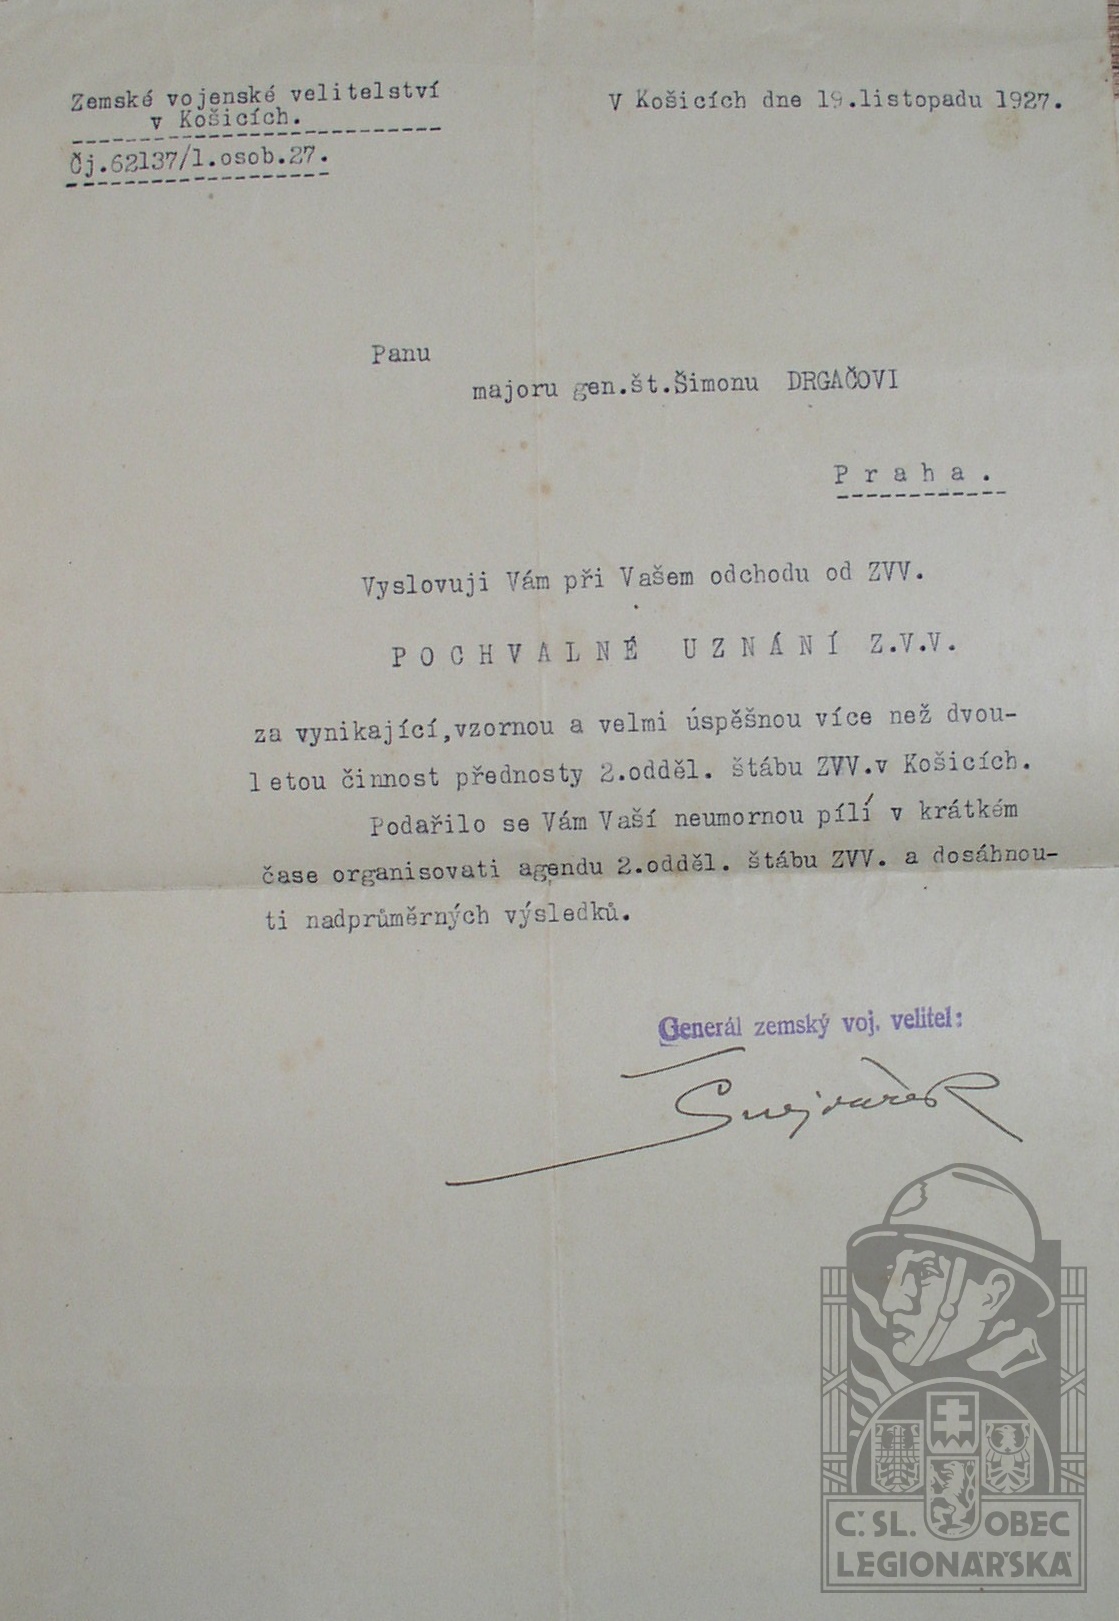 Zemské vojenské velitelství
v Košicích.
Čj.62137/1.osob.27.
V Košicích dne 19.listopadu 1927.
Panu
majoru gen.št.Šimonu DRGAČOVI
Praha.
Vyslovuji Vám při Vašem odchodu od ZVV.
POCHVALNÉ UZNÁNÍ Z.V.V.
za vynikající,vzornou a velmi úspěšnou více než dvou-
letou činnost přednosty 2.odděl. štábu ZVV.v Košicích.
Podařilo se Vám Vaší neumornou pílí v krátkém
čase organisovati agendu 2.odděl. štábu ZVV. a dosáhnou-
ti nadprůměrných výsledků.
Generál zemský voj. velitel:
Šnejdárek
Č.SL. OBEC
LEGIONÁŘSKÁ